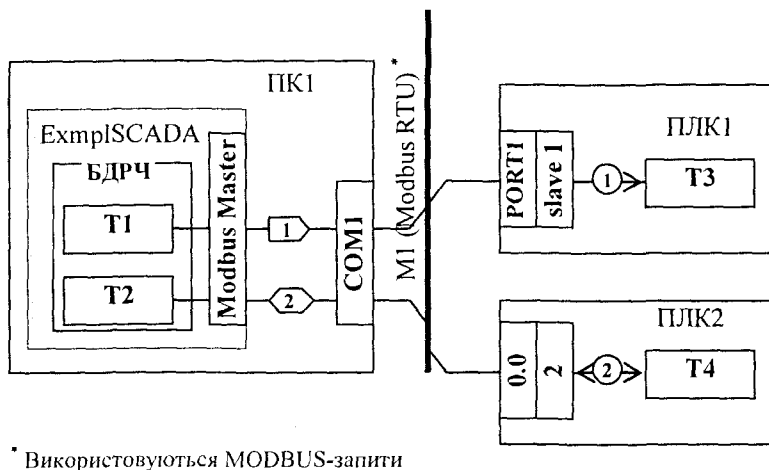 ПК1
ExmplSCADA
БДРЧ
T1
T2
Modbus Master
1
2
COM1
M1 (Modbus RTU)*
ПЛК1
PORT1
slave 1
1
T3
ПЛК2
0.0
2
2
T4
* Використовуються MODBUS-запити